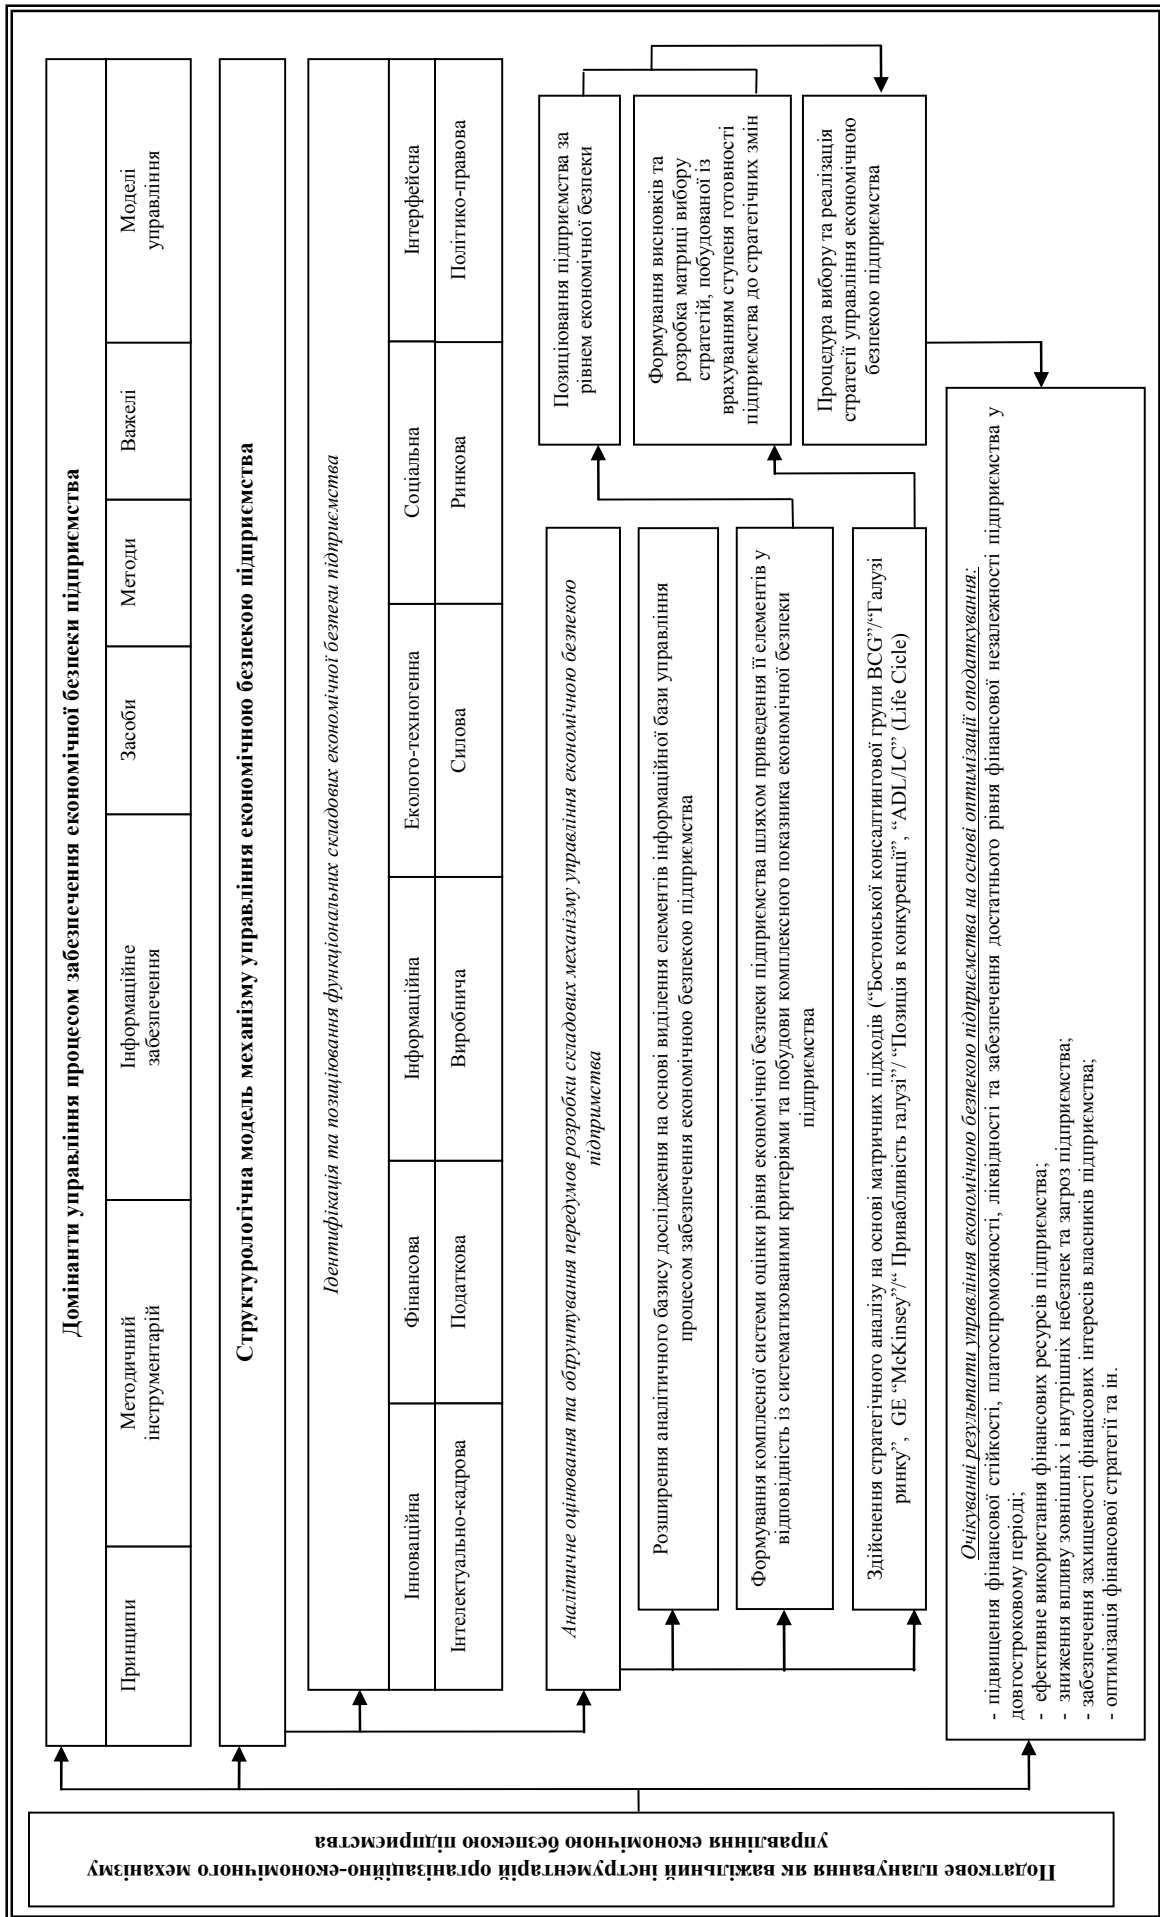 Податкове планування як важільний інструментарій організаційно-економічного механізму
управління економічною безпекою підприємства
Домінанти управління процесом забезпечення економічної безпеки підприємства
Принципи
Методичний
інструментарій
Інформаційне
забезпечення
Засоби
Методи
Важелі
Моделі
управління
Структурологічна модель механізму управління економічною безпекою підприємства
Ідентифікація та позиціювання функціональних складових економічної безпеки підприємства
Інноваційна
Фінансова
Інформаційна
Еколого-техногенна
Соціальна
Інтерфейсна
Інтелектуально-кадрова
Податкова
Виробнича
Силова
Ринкова
Політико-правова
Аналітичне оцінювання та обґрунтування передумов розробки складових механізму управління економічною безпекою
підпримства
Розширення аналітичного базису дослідження на основі виділення елементів інформаційної бази управління
процесом забезпечення економічною безпекою підприємства
Формування комплесної системи оцінки рівня економічної безпеки підприємства шляхом приведення її елементів у
відповідність із систематизованими критеріями та побудови комплексного показника економічної безпеки
підприємства
Здійснення стратегічного аналізу на основі матричних підходів (“Бостонської консалтингової групи BCG”/“Галузі
ринку”, GE “McKinsey”/“ Привабливість галузі”/ “Позиція в конкуренції”, “ADL/LC” (Life Cicle)
Позиціювання підприємства за
рівнем економічної безпеки
Формування висновків та
розробка матриці вибору
стратегій, побудованої із
врахуванням ступеня готовності
підприємства до стратегічних змін
Процедура вибору та реалізація
стратегії управління економічною
безпекою підприємства
Очікуванні результати управління економічною безпекою підприємства на основі оптимізації оподаткування:
- підвищення фінансової стійкості, платоспроможності, ліквідності та забезпечення достатнього рівня фінансової незалежності підприємства у
довгостроковому періоді;
- ефективне використання фінансових ресурсів підприємства;
- зниження впливу зовнішніх і внутрішніх небезпек та загроз підприємства;
- забезпечення захищеності фінансових інтересів власників підприємства;
- оптимізація фінансової стратегії та ін.